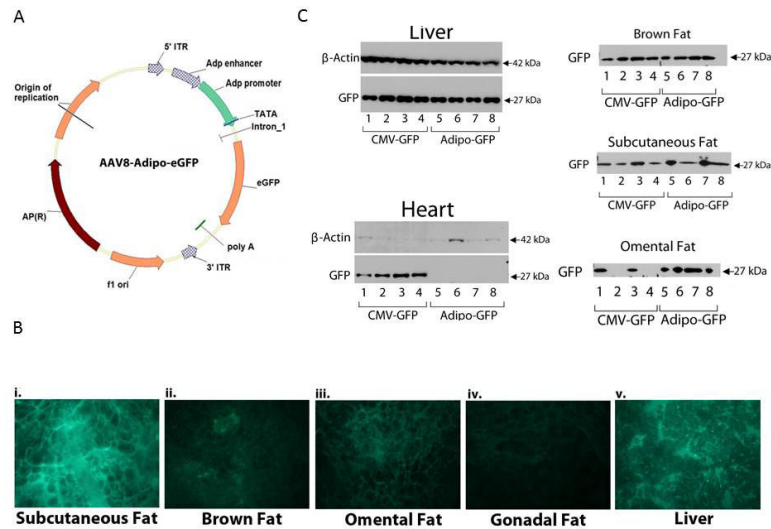 A
5' ITR
Adp enhancer
Adp promoter
Origin of replication
TATA
Intron_1
AAV8-Adipo-eGFP
eGFP
AP(R)
poly A
3' ITR
f1 ori
C
Liver
β-Actin
42 kDa
GFP
27 kDa
1 2 3 4 5 6 7 8
CMV-GFP Adipo-GFP
Heart
β-Actin
42 kDa
GFP
27 kDa
1 2 3 4 5 6 7 8
CMV-GFP Adipo-GFP
Brown Fat
GFP
27 kDa
1 2 3 4 5 6 7 8
CMV-GFP Adipo-GFP
Subcutaneous Fat
GFP
27 kDa
1 2 3 4 5 6 7 8
CMV-GFP Adipo-GFP
Omental Fat
GFP
27 kDa
1 2 3 4 5 6 7 8
CMV-GFP Adipo-GFP
B
i. ii. iii. iv. v.
Subcutaneous Fat Brown Fat Omental Fat Gonadal Fat Liver